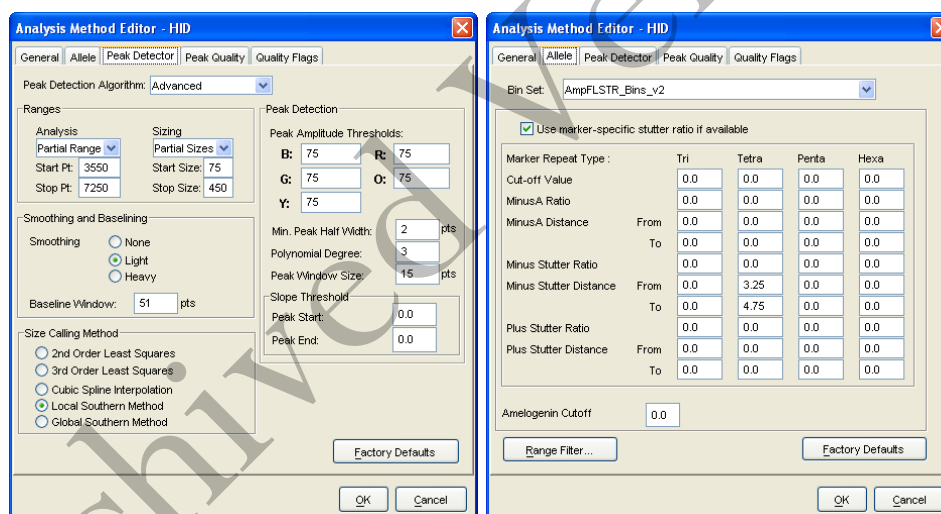 Analysis Method Editor - HID
General Allele Peak Detector Peak Quality Quality Flags
Peak Detection Algorithm: Advanced
Ranges
Analysis Sizing
Partial Range Partial Sizes
Start Pt: 3550 Start Size: 75
Stop Pt: 7250 Stop Size: 450
Smoothing and Baselining
Smoothing None
Light
Heavy
Baseline Window: 51 pts
Size Calling Method
2nd Order Least Squares
3rd Order Least Squares
Cubic Spline Interpolation
Local Southern Method
Global Southern Method
Peak Detection
Peak Amplitude Thresholds:
B: 75 R: 75
G: 75 O: 75
Y: 75
Min. Peak Half Width: 2 pts
Polynomial Degree: 3
Peak Window Size: 15 pts
Slope Threshold
Peak Start: 0.0
Peak End: 0.0
Factory Defaults
OK Cancel
Analysis Method Editor - HID
General Allele Peak Detector Peak Quality Quality Flags
Bin Set: AmpFLSTR_Bins_v2
Use marker-specific stutter ratio if available
Marker Repeat Type : Tri Tetra Penta Hexa
Cut-off Value 0.0 0.0 0.0 0.0
MinusA Ratio 0.0 0.0 0.0 0.0
MinusA Distance From 0.0 0.0 0.0 0.0
To 0.0 0.0 0.0 0.0
Minus Stutter Ratio 0.0 0.0 0.0 0.0
Minus Stutter Distance From 0.0 3.25 0.0 0.0
To 0.0 4.75 0.0 0.0
Plus Stutter Ratio 0.0 0.0 0.0 0.0
Plus Stutter Distance From 0.0 0.0 0.0 0.0
To 0.0 0.0 0.0 0.0
Amelogenin Cutoff 0.0
Range Filter... Factory Defaults
OK Cancel